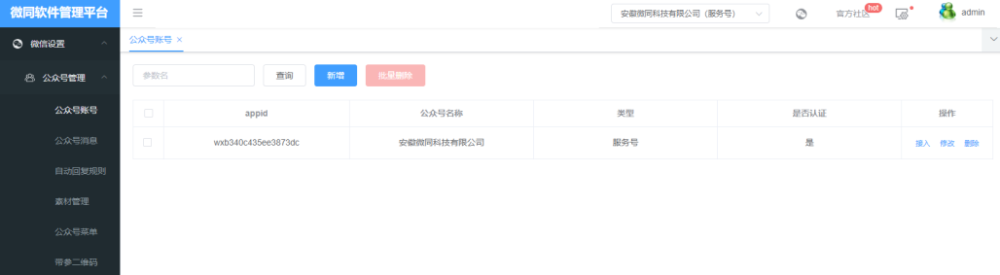 微同软件管理平台
安徽微同科技有限公司（服务号）
官方社区
hot
admin
微信设置
公众号账号 ×
公众号管理
参数名
查询
新增
批量删除
公众号账号
appid
公众号名称
类型
是否认证
操作
公众号消息
wxb340c435ee3873dc
安徽微同科技有限公司
服务号
是
接入
修改
删除
自动回复规则
素材管理
公众号菜单
带参二维码